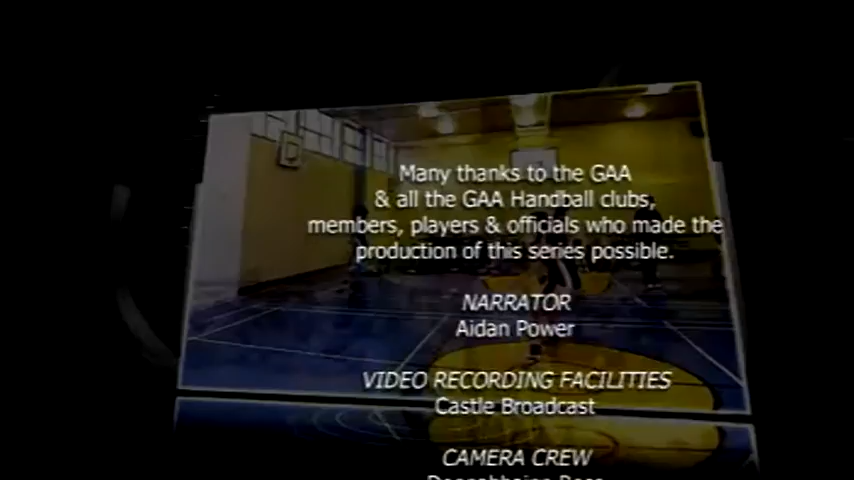 Many thanks to the GAA
& all the GAA Handball clubs,
members, players & officials who made the
production of this series possible.
NARRATOR
Aidan Power
VIDEO RECORDING FACILITIES
Castle Broadcast
CAMERA CREW